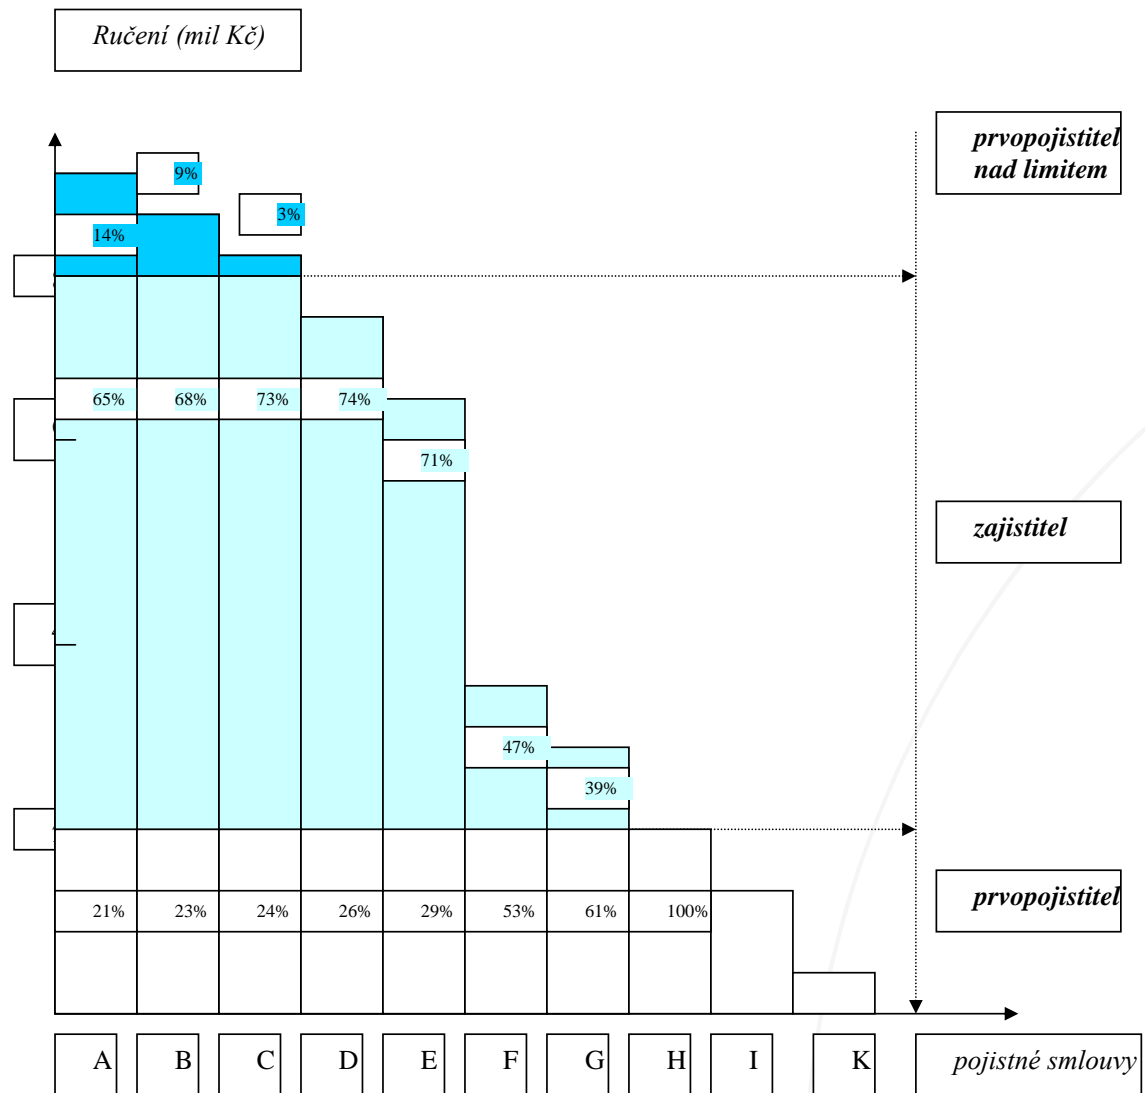 Ručení (mil Kč)
prvopojistitel
nad limitem
9%
3%
14%
65%
68%
73%
74%
71%
zajistitel
47%
39%
prvopojistitel
21%
23%
24%
26%
29%
53%
61%
100%
A
B
C
D
E
F
G
H
I
K
pojistné smlouvy